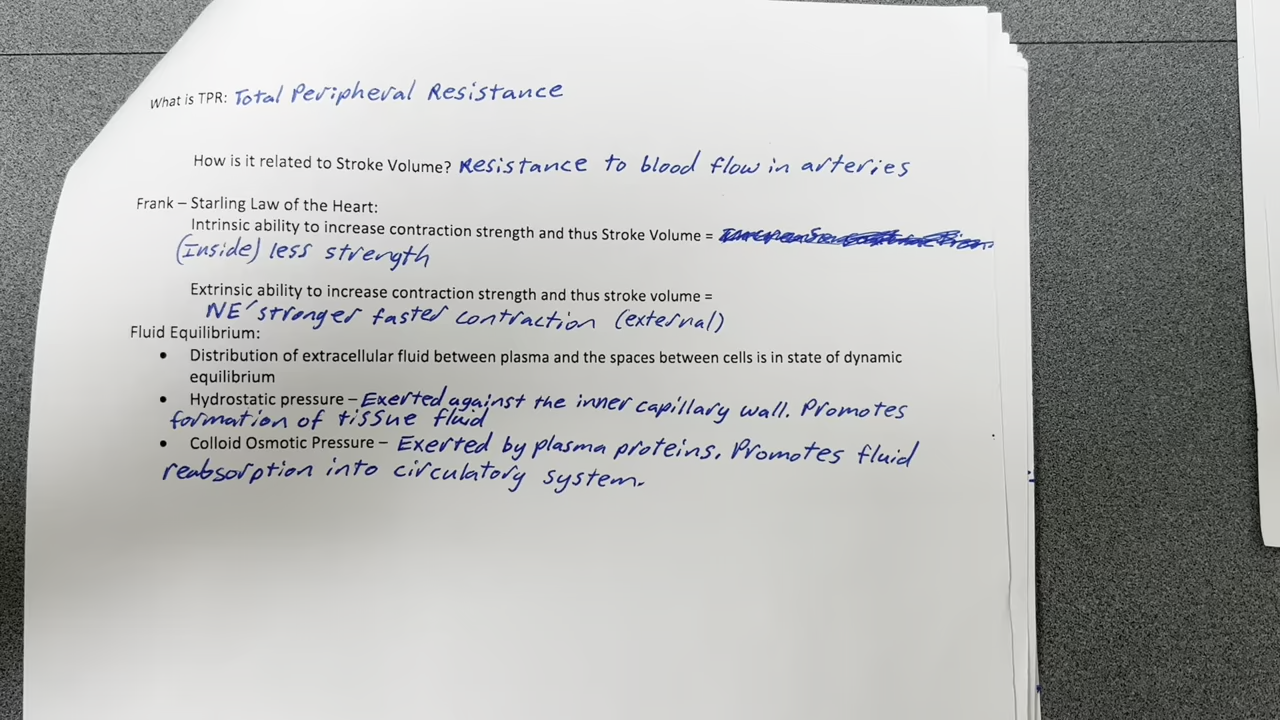 What is TPR: Total Peripheral Resistance
How is it related to Stroke Volume? Resistance to blood flow in arteries
Frank – Starling Law of the Heart:
Intrinsic ability to increase contraction strength and thus Stroke Volume =
(Inside) less strength
Extrinsic ability to increase contraction strength and thus stroke volume =
NE' stronger faster contraction (external)
Fluid Equilibrium:
• Distribution of extracellular fluid between plasma and the spaces between cells is in state of dynamic
equilibrium
• Hydrostatic pressure – Exerted against the inner capillary wall. Promotes
formation of tissue fluid
• Colloid Osmotic Pressure – Exerted by plasma proteins. Promotes fluid
reabsorption into circulatory system.